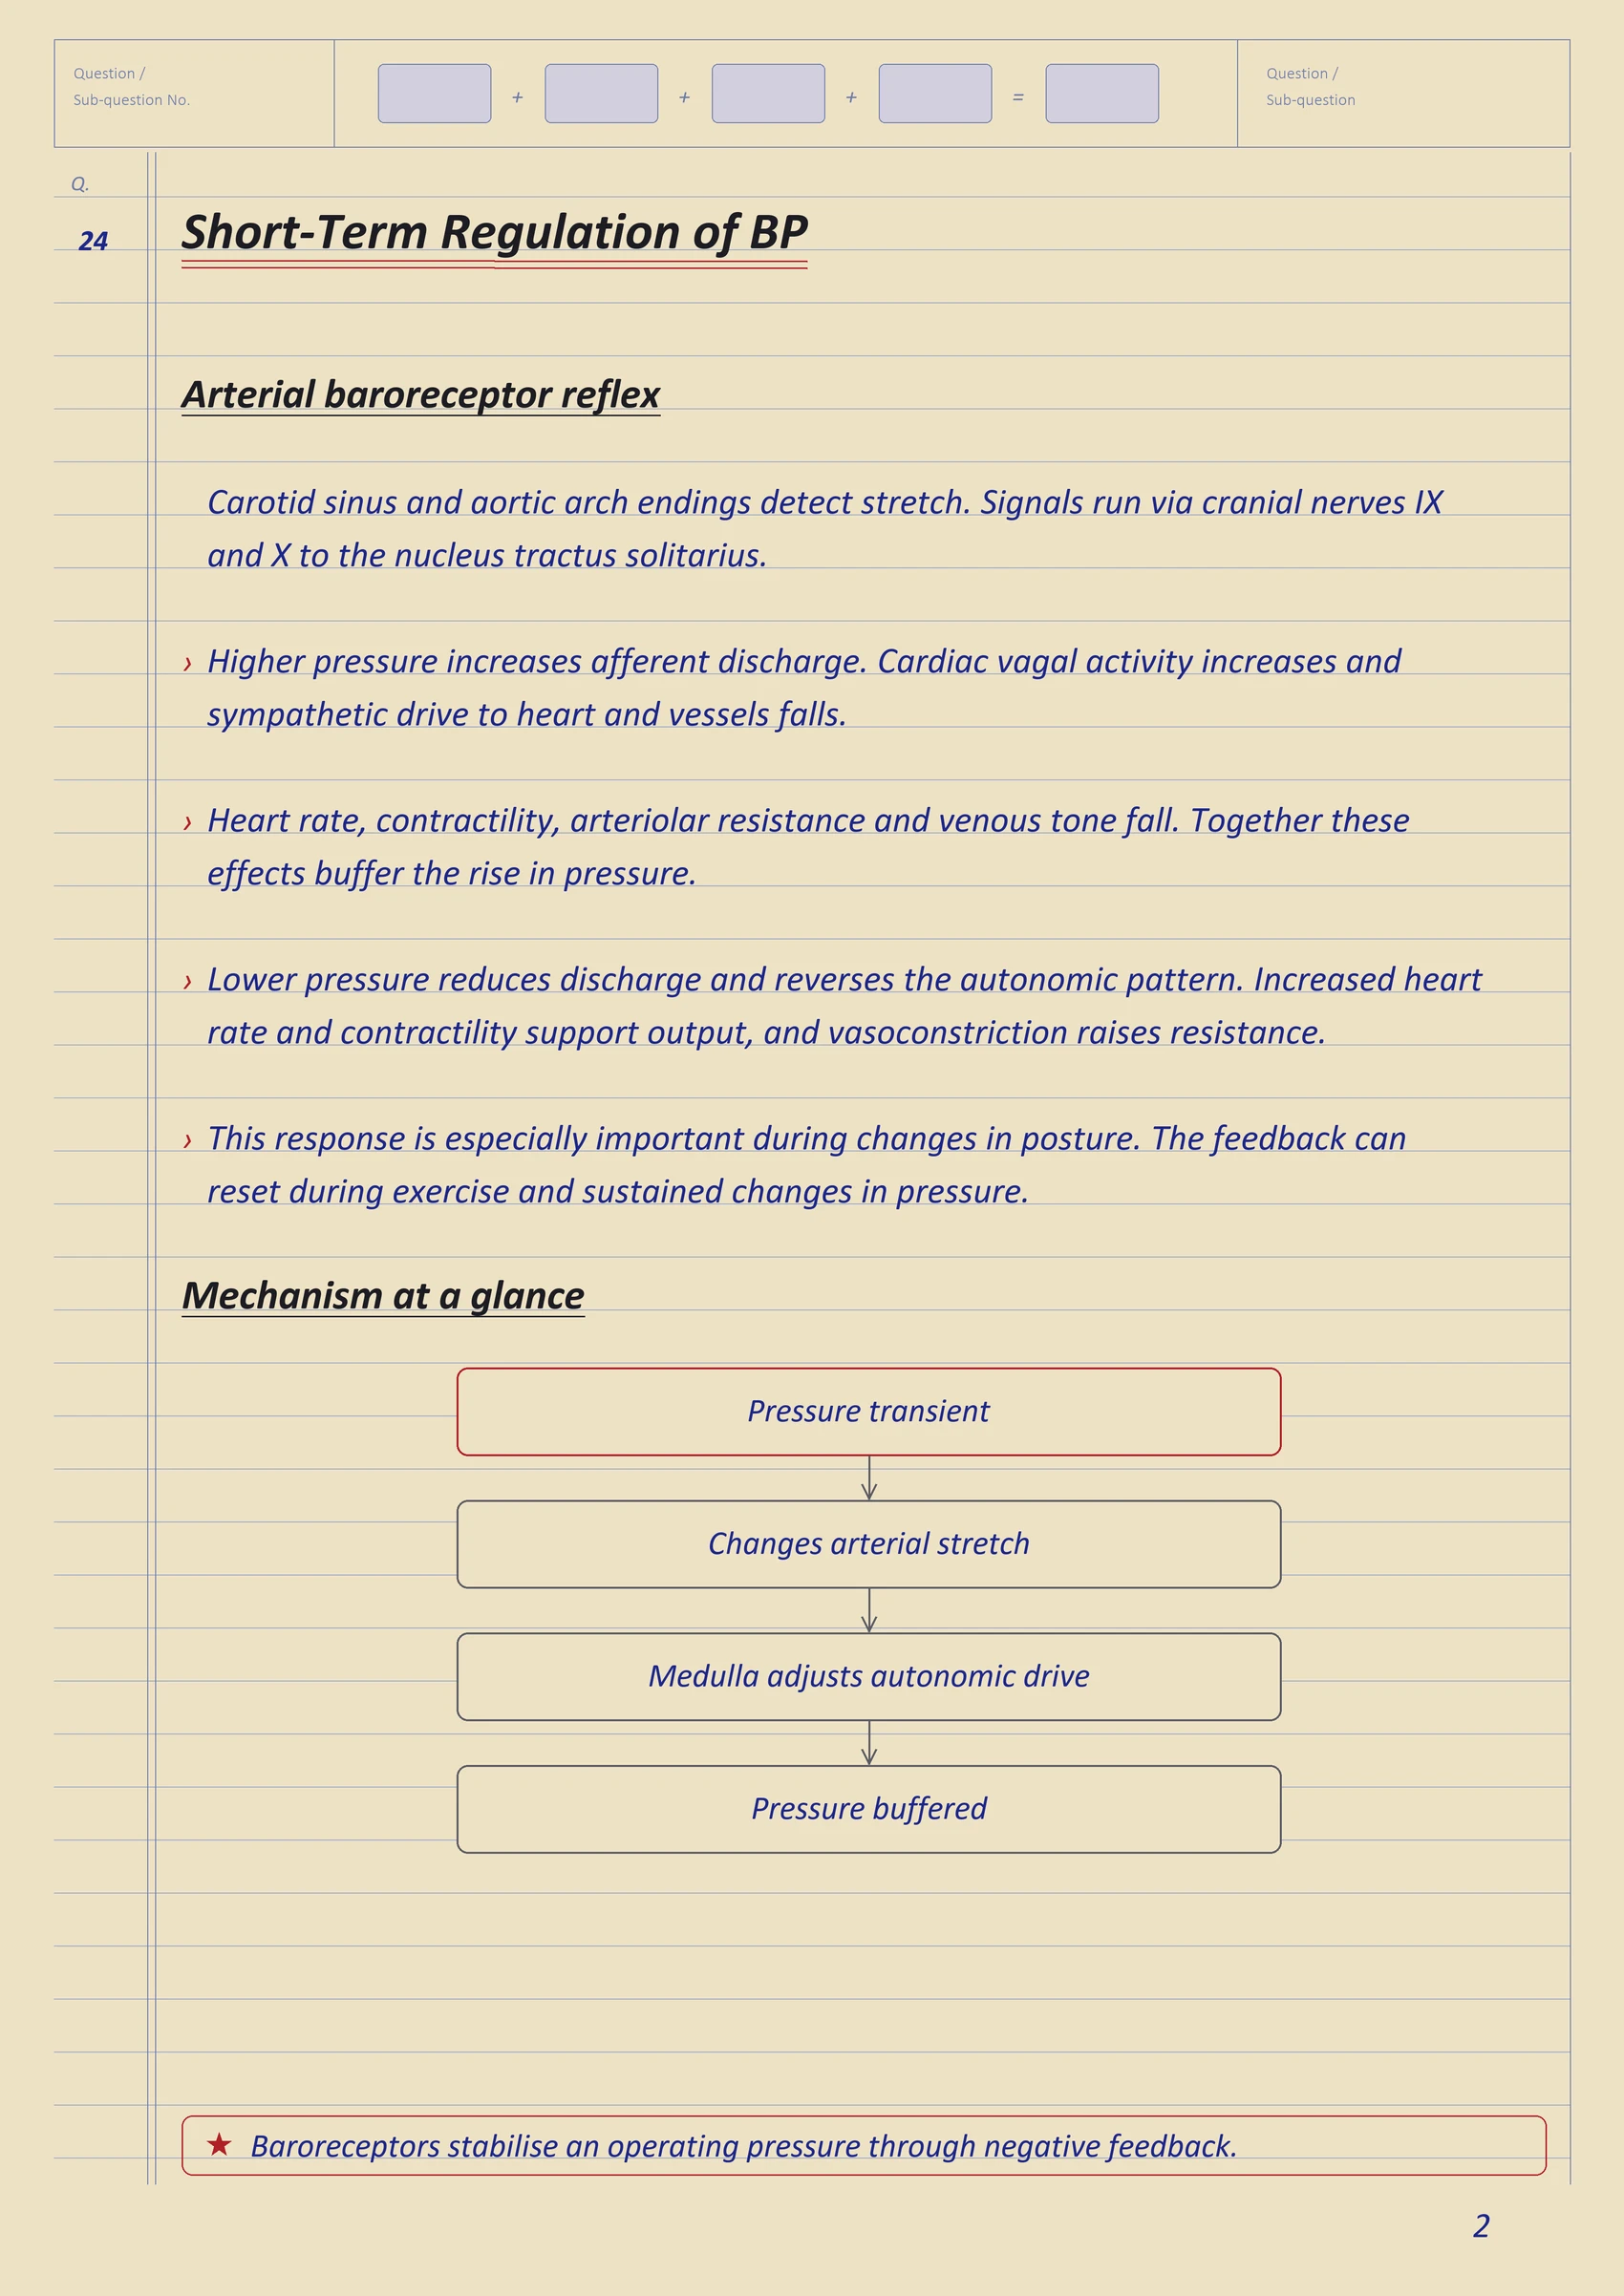 Question /
Sub-question No.
+ + + =
Question /
Sub-question
Q.
24
Short-Term Regulation of BP
Arterial baroreceptor reflex
Carotid sinus and aortic arch endings detect stretch. Signals run via cranial nerves IX
and X to the nucleus tractus solitarius.
› Higher pressure increases afferent discharge. Cardiac vagal activity increases and
sympathetic drive to heart and vessels falls.
› Heart rate, contractility, arteriolar resistance and venous tone fall. Together these
effects buffer the rise in pressure.
› Lower pressure reduces discharge and reverses the autonomic pattern. Increased heart
rate and contractility support output, and vasoconstriction raises resistance.
› This response is especially important during changes in posture. The feedback can
reset during exercise and sustained changes in pressure.
Mechanism at a glance
Pressure transient
Changes arterial stretch
Medulla adjusts autonomic drive
Pressure buffered
★ Baroreceptors stabilise an operating pressure through negative feedback.
2